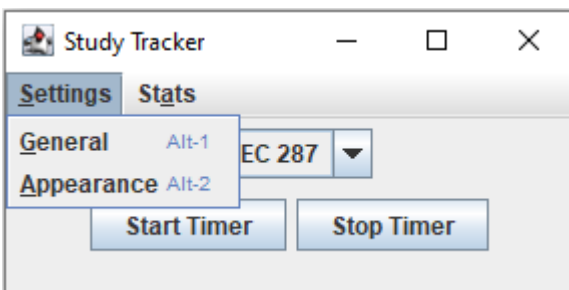 Study Tracker
Settings Stats
General Alt-1
EC 287
Appearance Alt-2
Start Timer Stop Timer